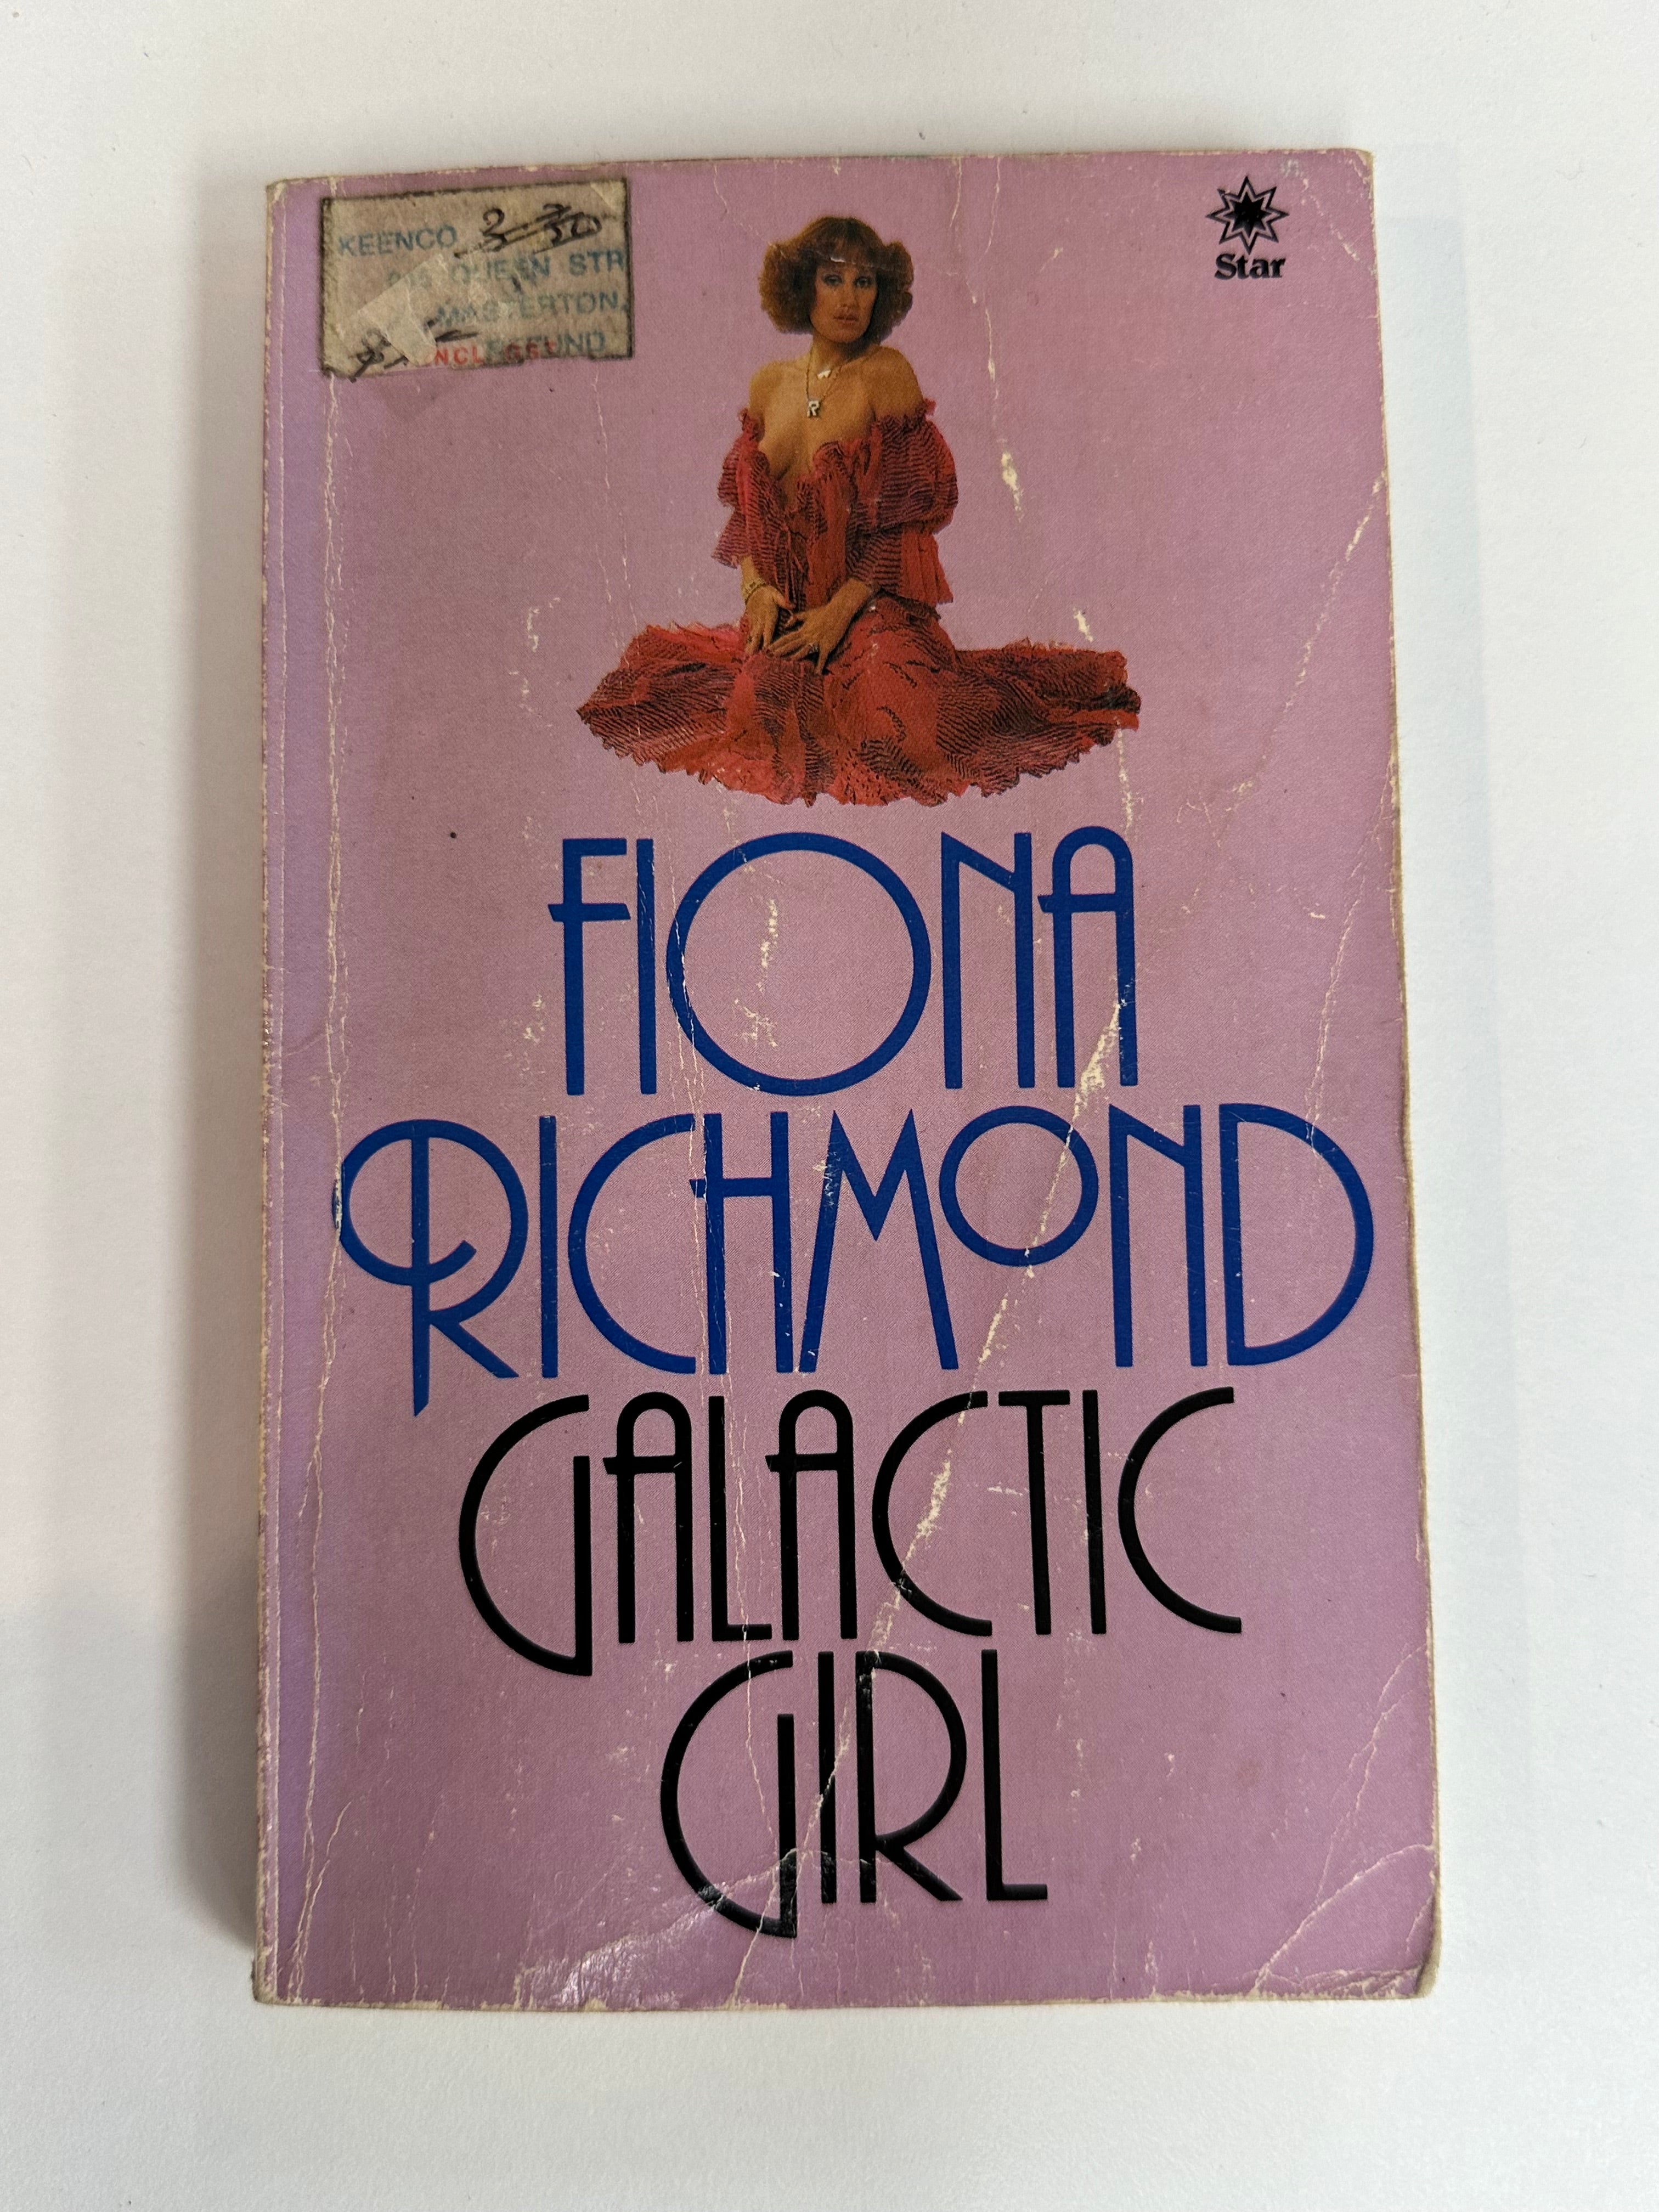 KEENCO
QUEEN STR
MASTERTON.
Star
R
FIONA
RICHMOND
GALACTIC
GIRL